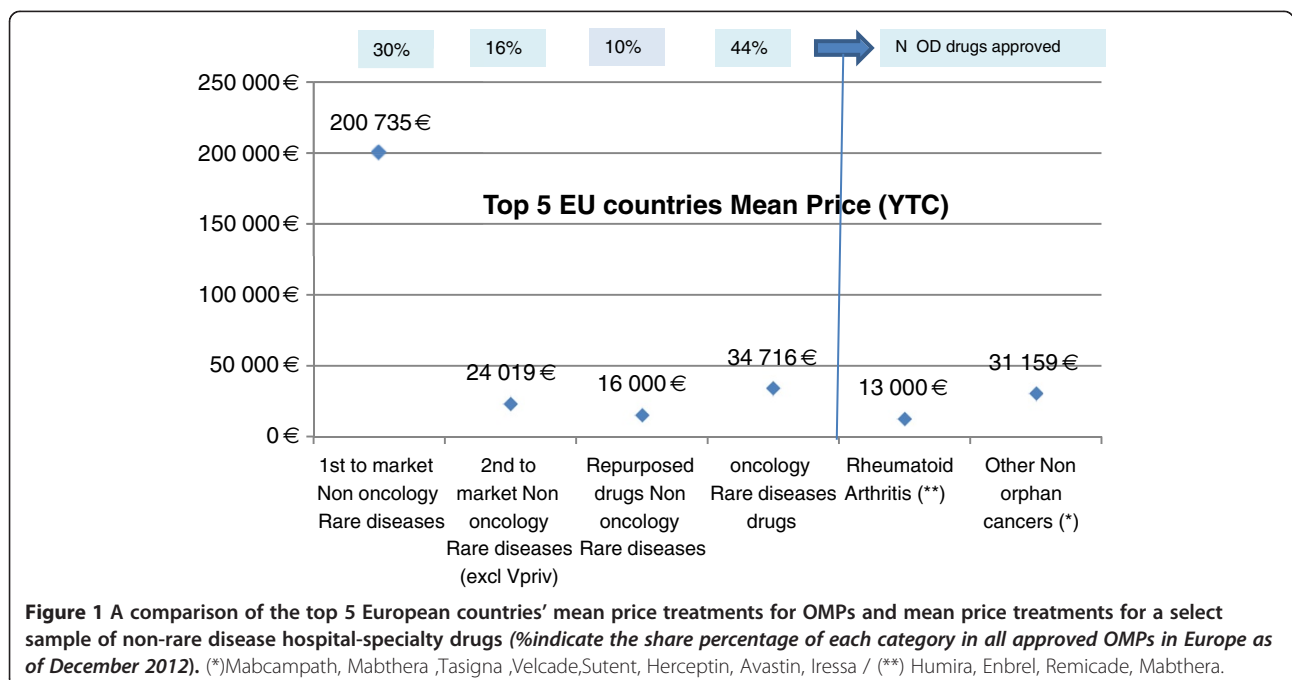 30% 16% 10% 44% N OD drugs approved
250 000 €
200 735 €
200 000 €
Top 5 EU countries Mean Price (YTC)
150 000 €
100 000 €
50 000 €
24 019 € 16 000 € 34 716 € 13 000 € 31 159 €
0 €
1st to market
Non oncology
Rare diseases
2nd to
market Non
oncology
Rare diseases
(excl Vpriv)
Repurposed
drugs Non
oncology
Rare diseases
oncology
Rare diseases
drugs
Rheumatoid
Arthritis (**)
Other Non
orphan
cancers (*)
Figure 1 A comparison of the top 5 European countries' mean price treatments for OMPs and mean price treatments for a select
sample of non-rare disease hospital-specialty drugs (%indicate the share percentage of each category in all approved OMPs in Europe as
of December 2012). (*)Mabcampath, Mabthera ,Tasigna ,Velcade,Sutent, Herceptin, Avastin, Iressa / (**) Humira, Enbrel, Remicade, Mabthera.